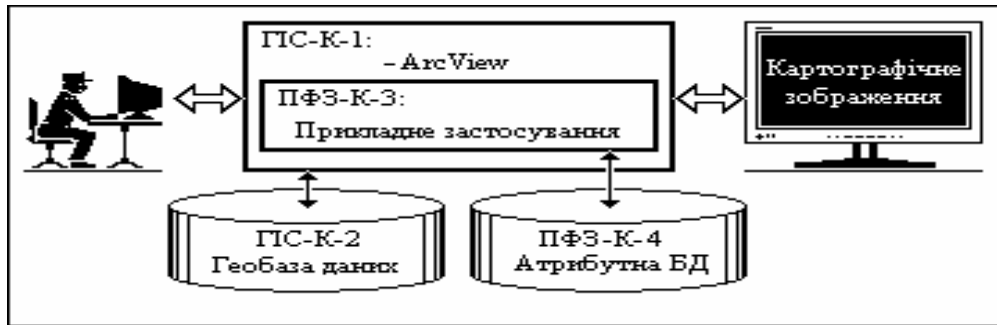 ГІС-К-1:
- ArcView
ПФЗ-К-3:
Прикладне застосування
Картографічне
зображення
ГІС-К-2
Геобаза даних
ПФЗ-К-4
Атрибутна БД